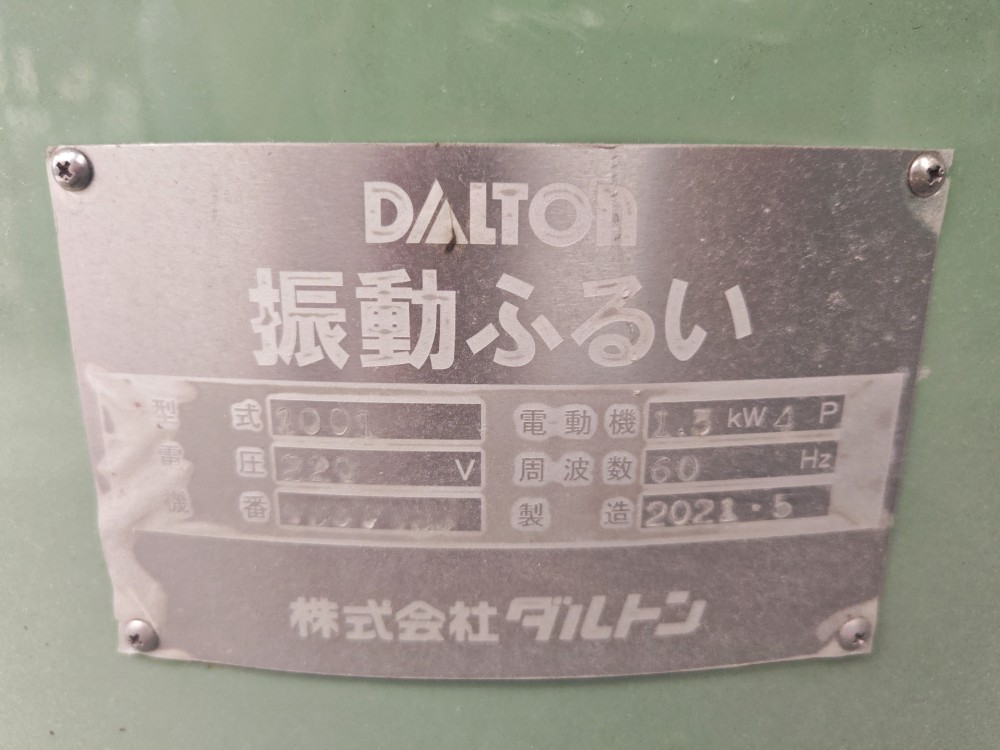 DALTON
振動ふるい
型式 1001 電動機 1.5 kW 4 P
電圧 220 V 周波数 60 Hz
機番 製造 2021・5
株式会社ダルトン